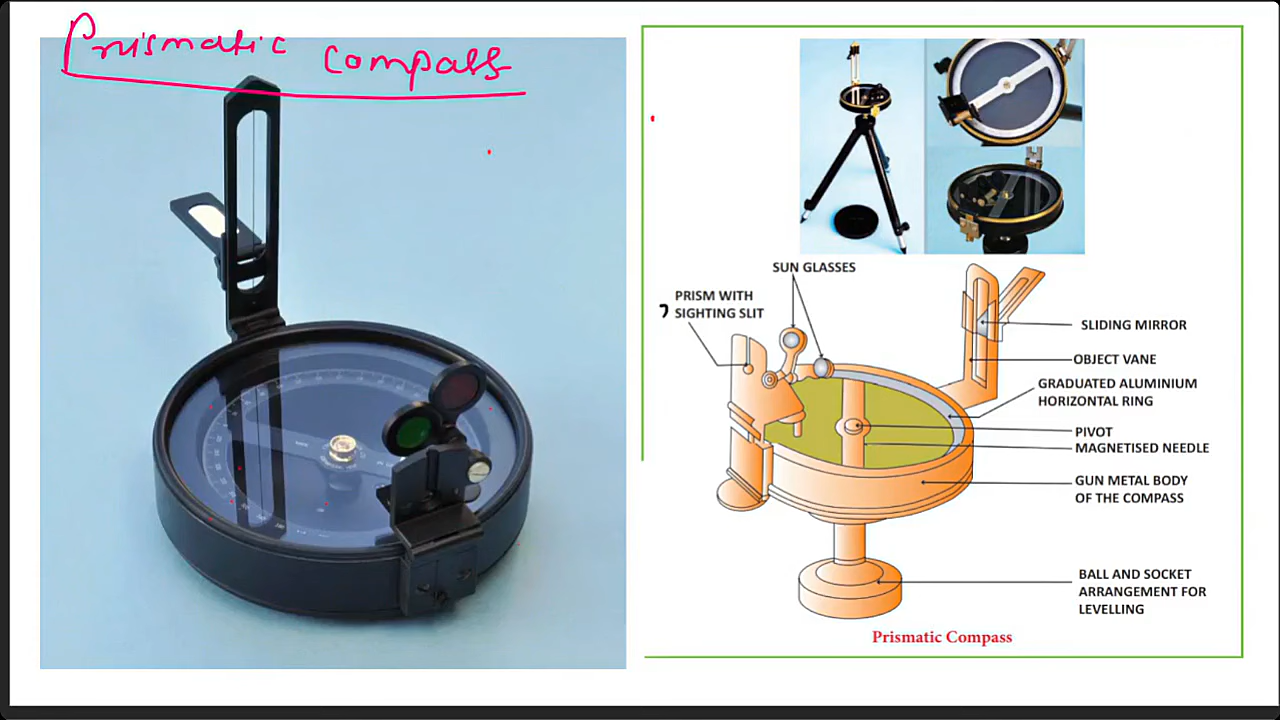 Prismatic Compass
SUN GLASSES
PRISM WITH
SIGHTING SLIT
SLIDING MIRROR
OBJECT VANE
GRADUATED ALUMINIUM
HORIZONTAL RING
PIVOT
MAGNETISED NEEDLE
GUN METAL BODY
OF THE COMPASS
BALL AND SOCKET
ARRANGEMENT FOR
LEVELLING
Prismatic Compass